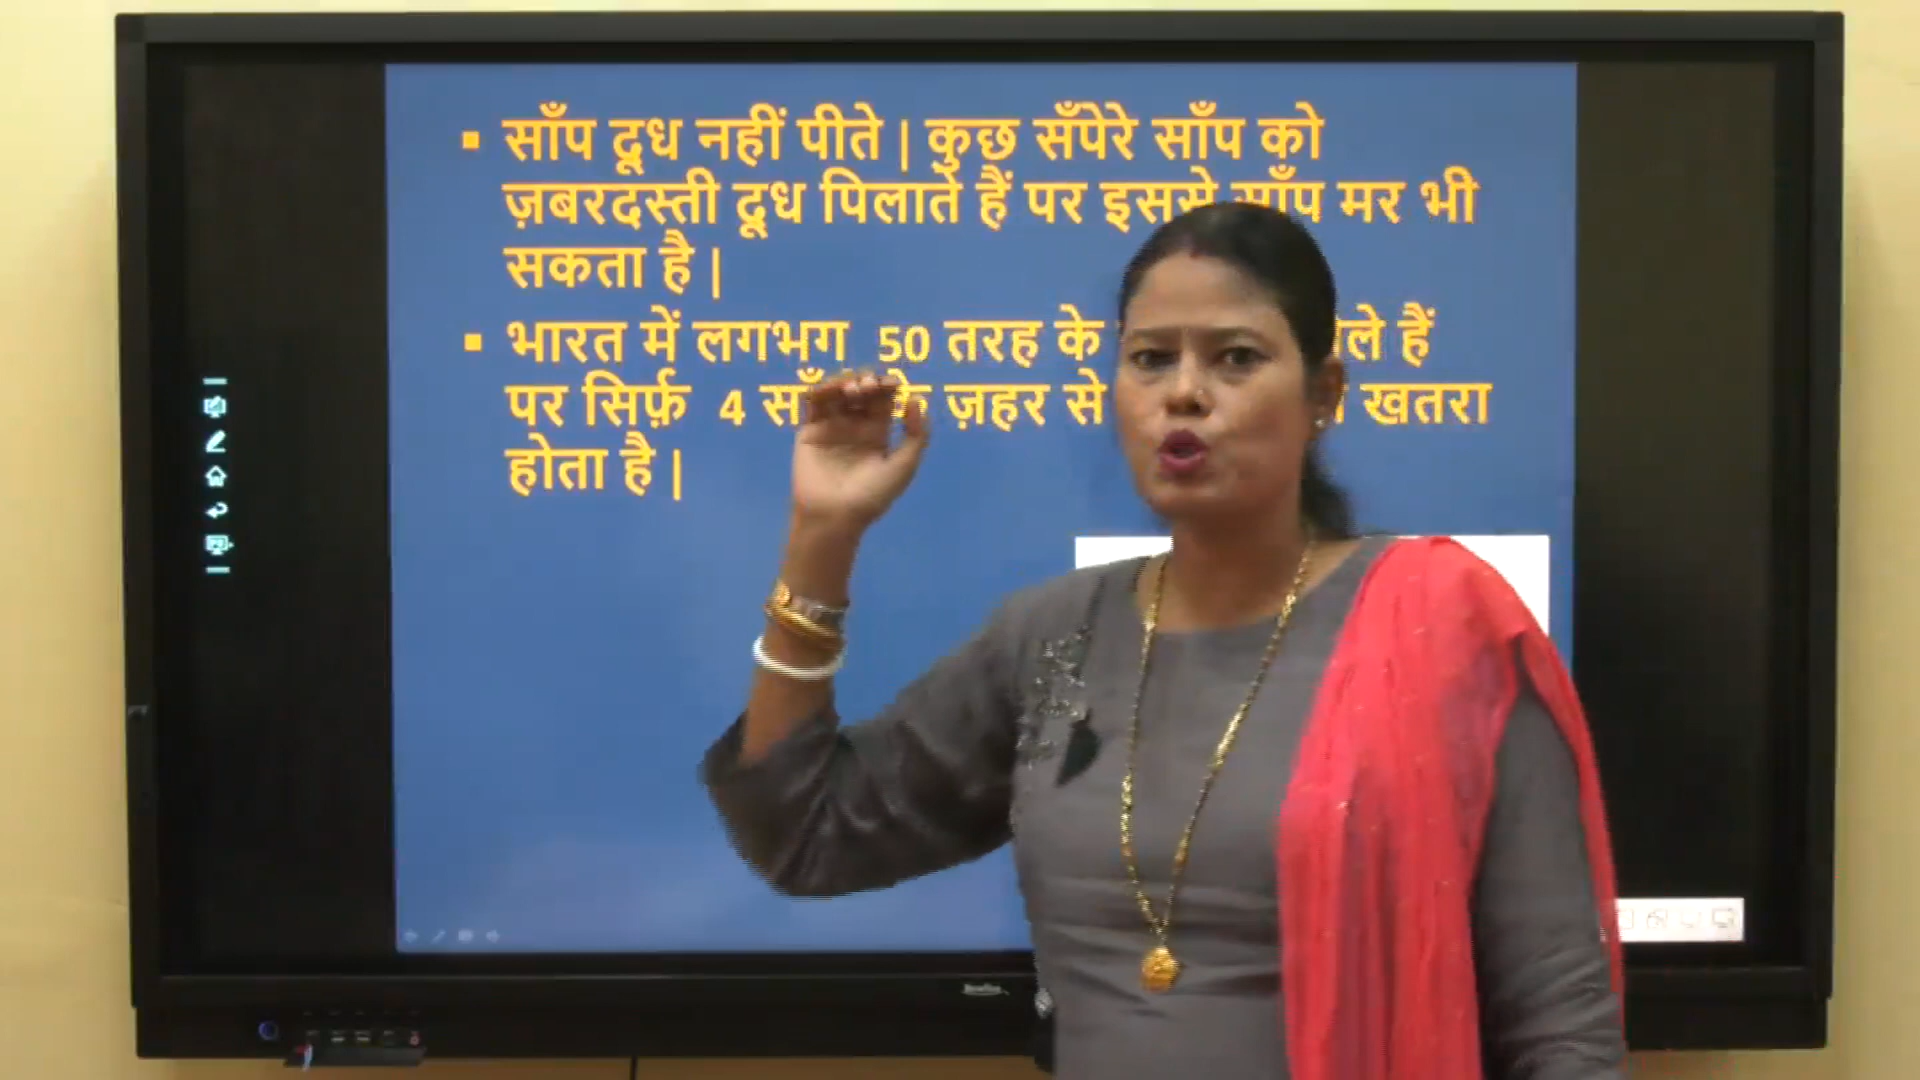 साँप दूध नहीं पीते | कुछ सँपेरे साँप को
ज़बरदस्ती दूध पिलाते हैं पर इससे साँप मर भी
सकता है |
भारत में लगभग 50 तरह के हैं
पर सिर्फ़ 4 के ज़हर से खतरा
होता है |